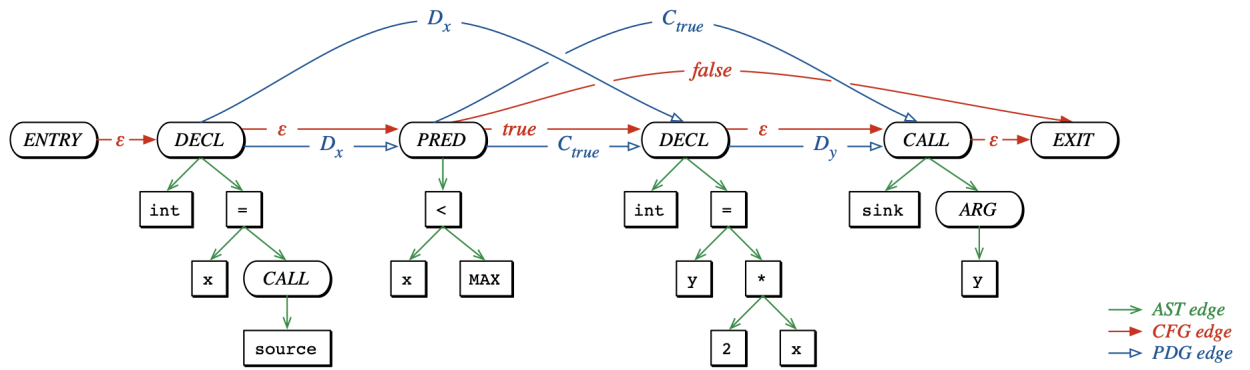 D_x C_true
false
ENTRY ε DECL ε PRED true DECL ε CALL ε EXIT
D_x C_true D_y
int = < int = sink ARG
x CALL x MAX y * y
source 2 x
AST edge
CFG edge
PDG edge